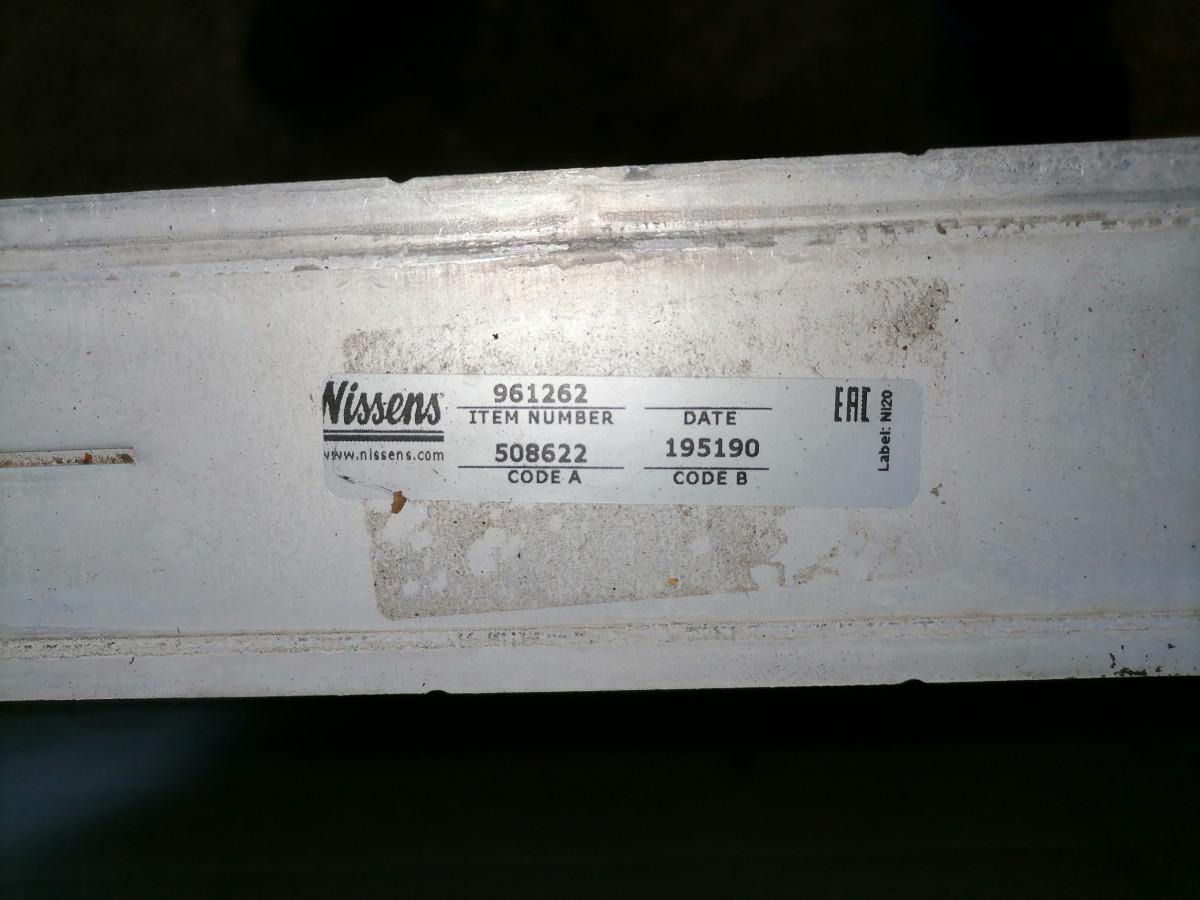 Nissens
www.nissens.com
961262
ITEM NUMBER
508622
CODE A
DATE
195190
CODE B
EAC
Label: NI20